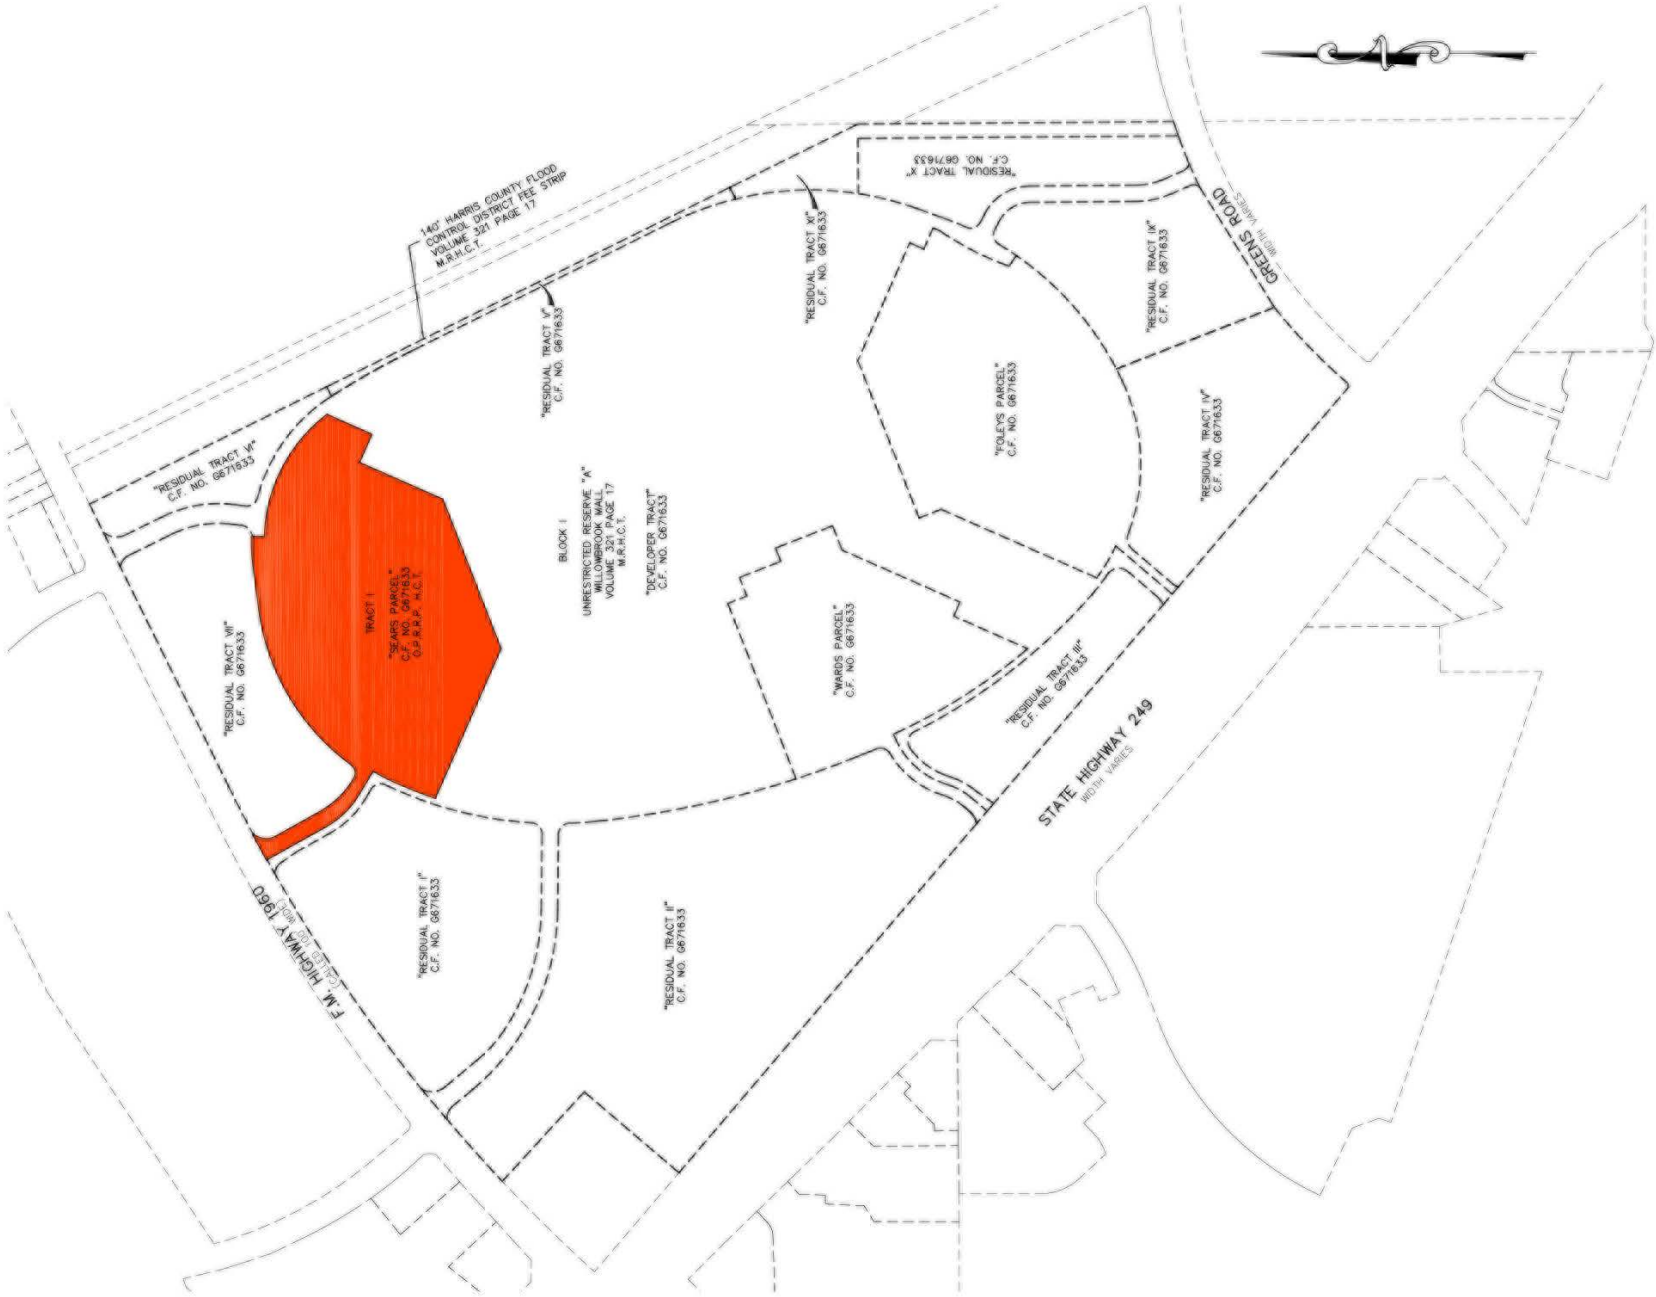 140' HARRIS COUNTY FLOOD
CONTROL DISTRICT FEE STRIP
VOLUME 321 PAGE 17
M.R.H.C.T.
"RESIDUAL TRACT X"
C.F. NO. G671633
"RESIDUAL TRACT XI"
C.F. NO. G671633
GREENS ROAD
WIDTH VARIES
"RESIDUAL TRACT IX"
C.F. NO. G671633
"RESIDUAL TRACT V"
C.F. NO. G671633
"FOLEYS PARCEL"
C.F. NO. G671633
"RESIDUAL TRACT IV"
C.F. NO. G671633
"RESIDUAL TRACT VI"
C.F. NO. G671633
BLOCK 1
UNRESTRICTED RESERVE "A"
WILLOWBROOK MALL
VOLUME 321 PAGE 17
M.R.H.C.T.
"DEVELOPER TRACT"
C.F. NO. G671633
TRACT 1
"SEARS PARCEL"
C.F. NO. G671633
O.P.R.R.P. H.C.T.
"RESIDUAL TRACT VII"
C.F. NO. G671633
"WARDS PARCEL"
C.F. NO. G671633
"RESIDUAL TRACT III"
C.F. NO. G671633
STATE HIGHWAY 249
WIDTH VARIES
F.M. HIGHWAY 1960
(CALLED 100' WIDE)
"RESIDUAL TRACT I"
C.F. NO. G671633
"RESIDUAL TRACT II"
C.F. NO. G671633